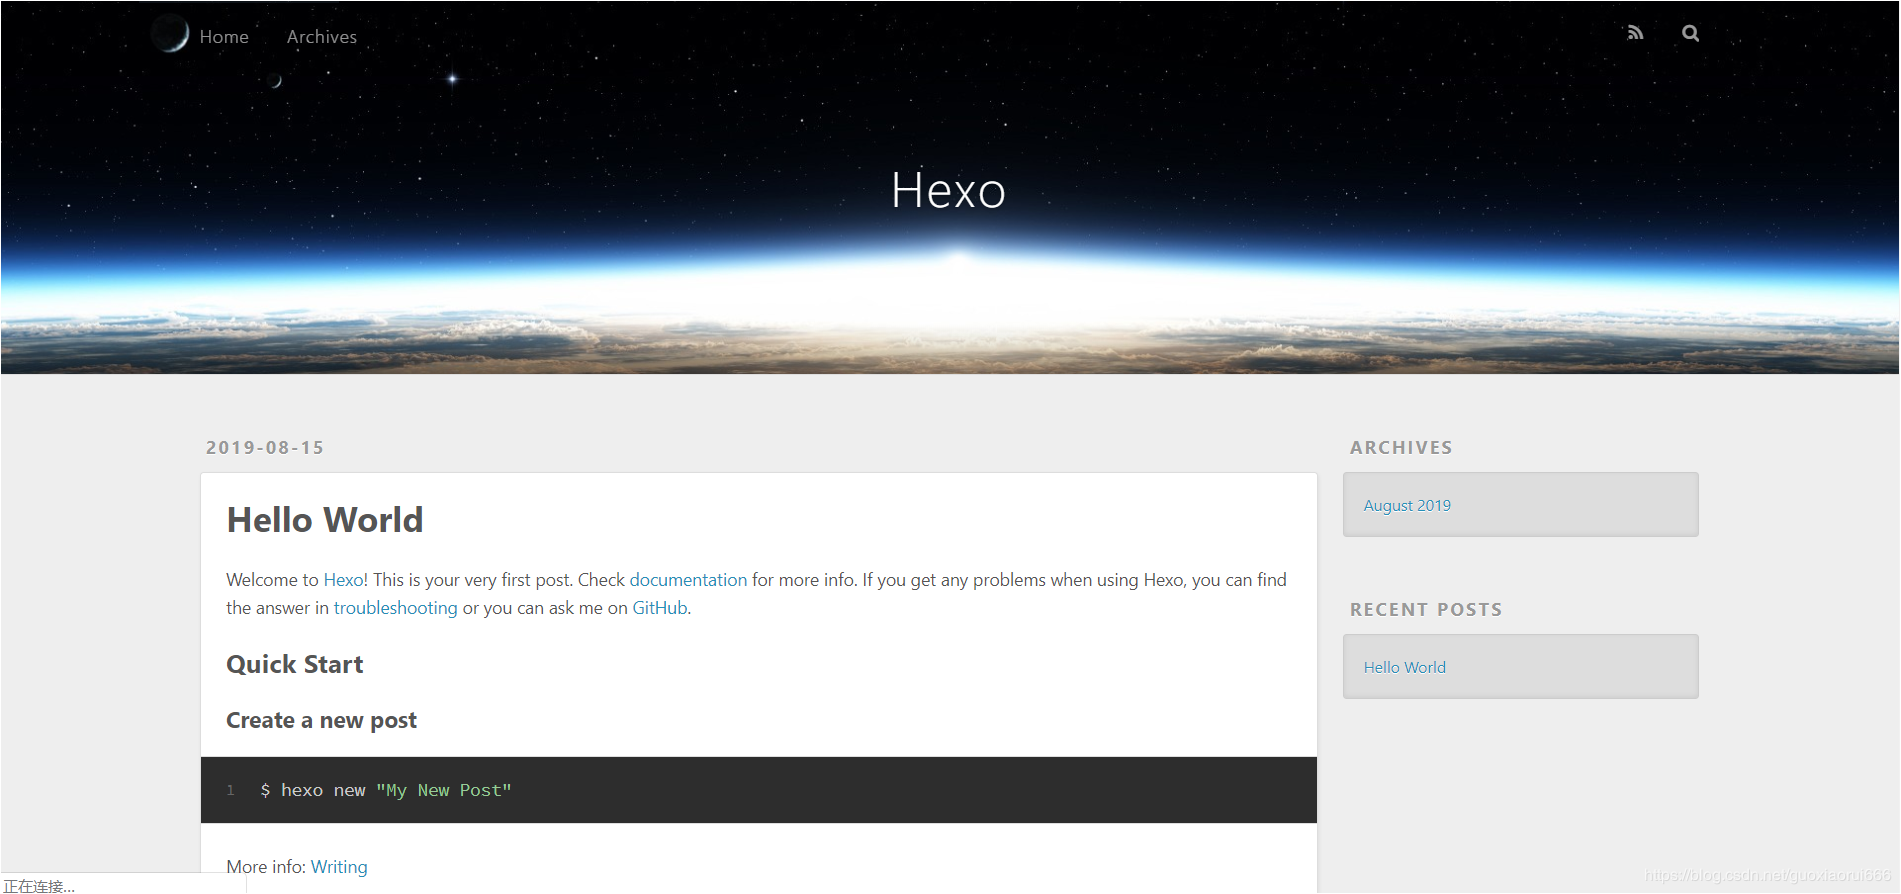 Home Archives
Hexo
2019-08-15
Hello World
Welcome to Hexo! This is your very first post. Check documentation for more info. If you get any problems when using Hexo, you can find
the answer in troubleshooting or you can ask me on GitHub.
Quick Start
Create a new post
1 $ hexo new "My New Post"
More info: Writing
ARCHIVES
August 2019
RECENT POSTS
Hello World
正在连接...
https://blog.csdn.net/guoxiaorui666